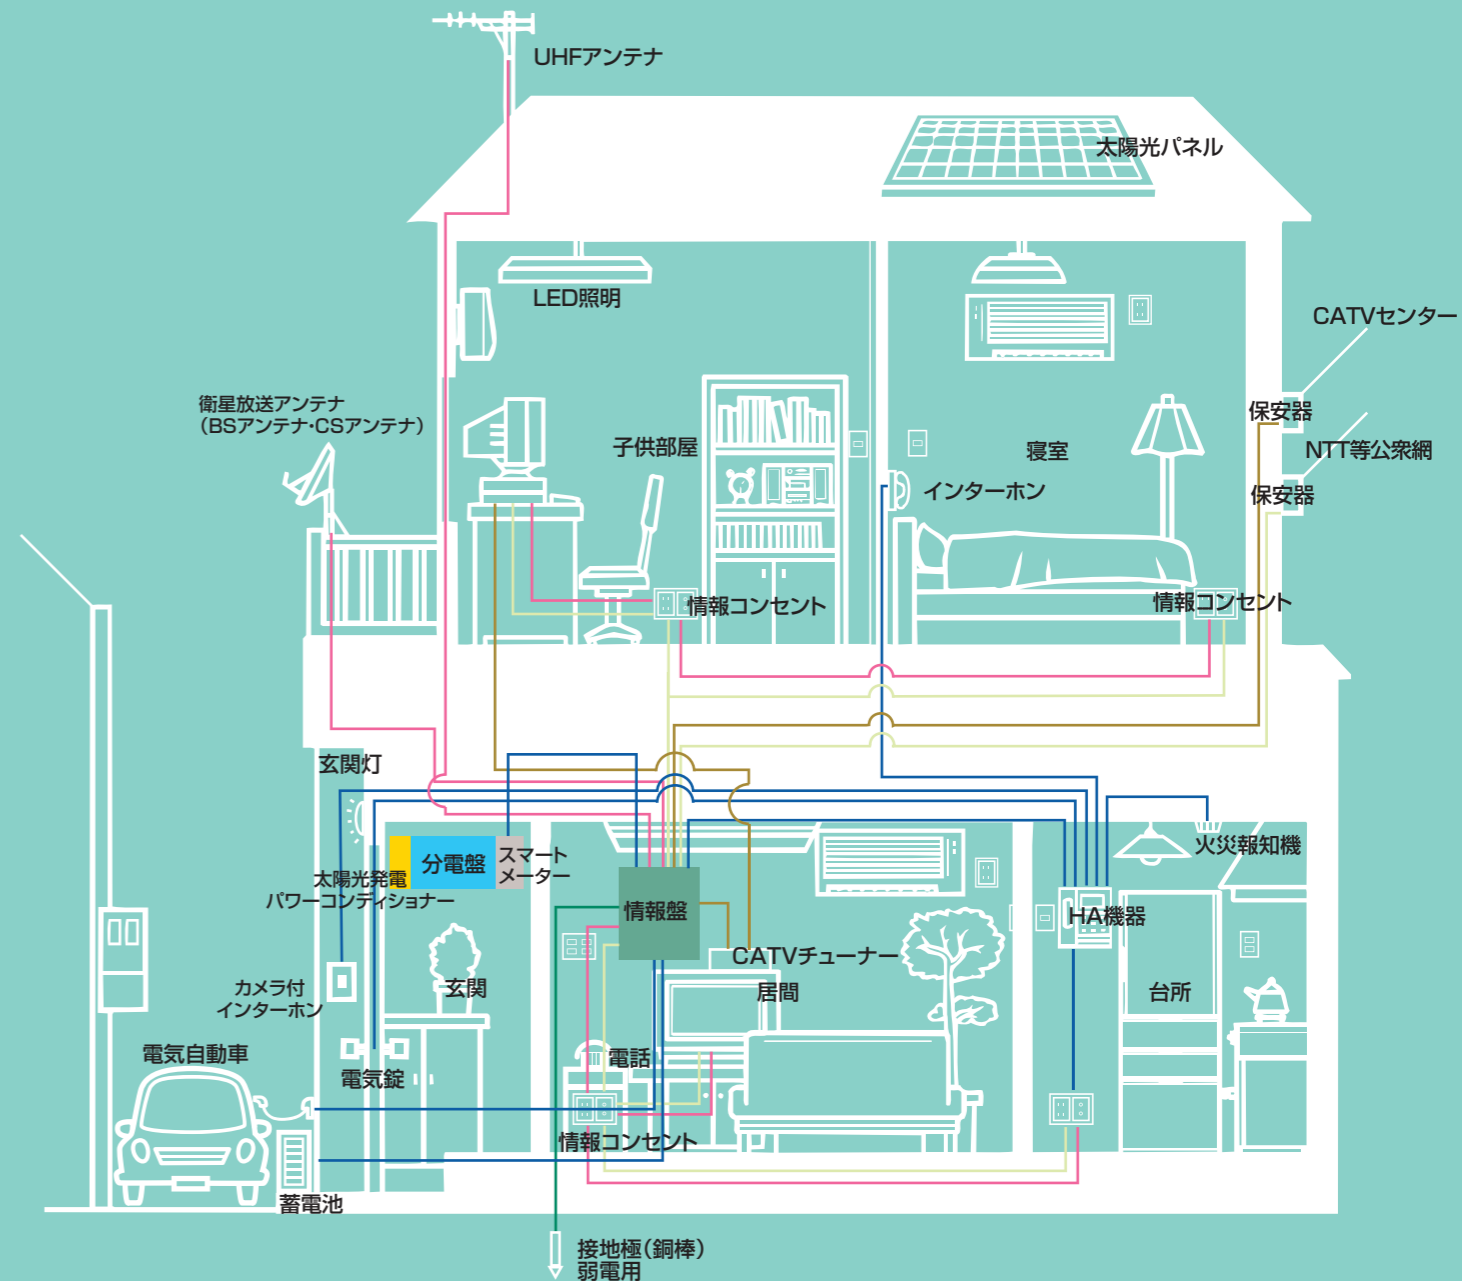 UHFアンテナ
太陽光パネル
LED照明
CATVセンター
衛星放送アンテナ
（BSアンテナ・CSアンテナ）
保安器
子供部屋
寝室
NTT等公衆網
インターホン
保安器
情報コンセント
情報コンセント
玄関灯
分電盤
スマート
メーター
火災報知機
太陽光発電
パワーコンディショナー
情報盤
HA機器
CATVチューナー
カメラ付
インターホン
玄関
居間
台所
電気自動車
電話
電気錠
情報コンセント
蓄電池
接地極（銅棒）
弱電用